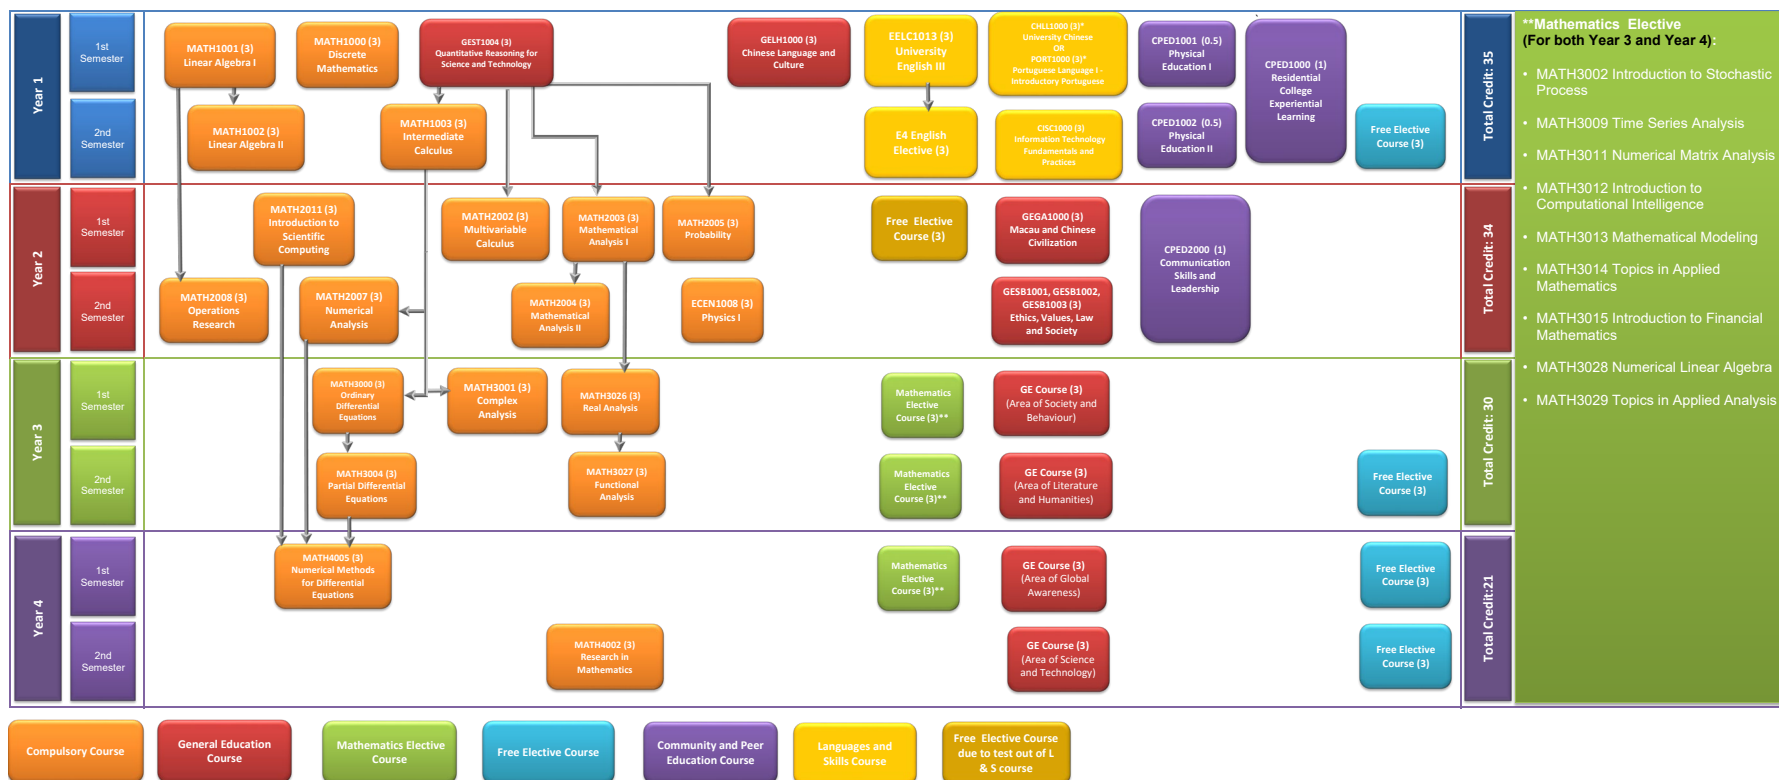 Year 1
1st
Semester
MATH1001 (3)
Linear Algebra I
MATH1000 (3)
Discrete
Mathematics
GEST1004 (3)
Quantitative Reasoning for
Science and Technology
GELH1000 (3)
Chinese Language and
Culture
EELC1013 (3)
University
English III
CHLL1000 (3)*
University Chinese
OR
PORT1000 (3)*
Portuguese Language I -
Introductory Portuguese
CPED1001 (0.5)
Physical
Education I
CPED1000 (1)
Residential
College
Experiential
Learning
Total Credit: 35
2nd
Semester
MATH1002 (3)
Linear Algebra II
MATH1003 (3)
Intermediate
Calculus
E4 English
Elective (3)
CISC1000 (3)
Information Technology
Fundamentals and
Practices
CPED1002 (0.5)
Physical
Education II
Free Elective
Course (3)
Year 2
1st
Semester
MATH2011 (3)
Introduction to
Scientific
Computing
MATH2002 (3)
Multivariable
Calculus
MATH2003 (3)
Mathematical
Analysis I
MATH2005 (3)
Probability
Free Elective
Course (3)
GEGA1000 (3)
Macau and Chinese
Civilization
CPED2000 (1)
Communication
Skills and
Leadership
Total Credit: 34
2nd
Semester
MATH2008 (3)
Operations
Research
MATH2007 (3)
Numerical
Analysis
MATH2004 (3)
Mathematical
Analysis II
ECEN1008 (3)
Physics I
GESB1001, GESB1002,
GESB1003 (3)
Ethics, Values, Law
and Society
Year 3
1st
Semester
MATH3000 (3)
Ordinary
Differential
Equations
MATH3001 (3)
Complex
Analysis
MATH3026 (3)
Real Analysis
Mathematics
Elective
Course (3)**
GE Course (3)
(Area of Society and
Behaviour)
Total Credit: 30
2nd
Semester
MATH3004 (3)
Partial Differential
Equations
MATH3027 (3)
Functional
Analysis
Mathematics
Elective
Course (3)**
GE Course (3)
(Area of Literature
and Humanities)
Free Elective
Course (3)
Year 4
1st
Semester
MATH4005 (3)
Numerical Methods
for Differential
Equations
Mathematics
Elective
Course (3)**
GE Course (3)
(Area of Global
Awareness)
Free Elective
Course (3)
Total Credit:21
2nd
Semester
MATH4002 (3)
Research in
Mathematics
GE Course (3)
(Area of Science
and Technology)
Free Elective
Course (3)
**Mathematics Elective
(For both Year 3 and Year 4):
• MATH3002 Introduction to Stochastic
Process
• MATH3009 Time Series Analysis
• MATH3011 Numerical Matrix Analysis
• MATH3012 Introduction to
Computational Intelligence
• MATH3013 Mathematical Modeling
• MATH3014 Topics in Applied
Mathematics
• MATH3015 Introduction to Financial
Mathematics
• MATH3028 Numerical Linear Algebra
• MATH3029 Topics in Applied Analysis
Compulsory Course
General Education
Course
Mathematics Elective
Course
Free Elective Course
Community and Peer
Education Course
Languages and
Skills Course
Free Elective Course
due to test out of L
& S course